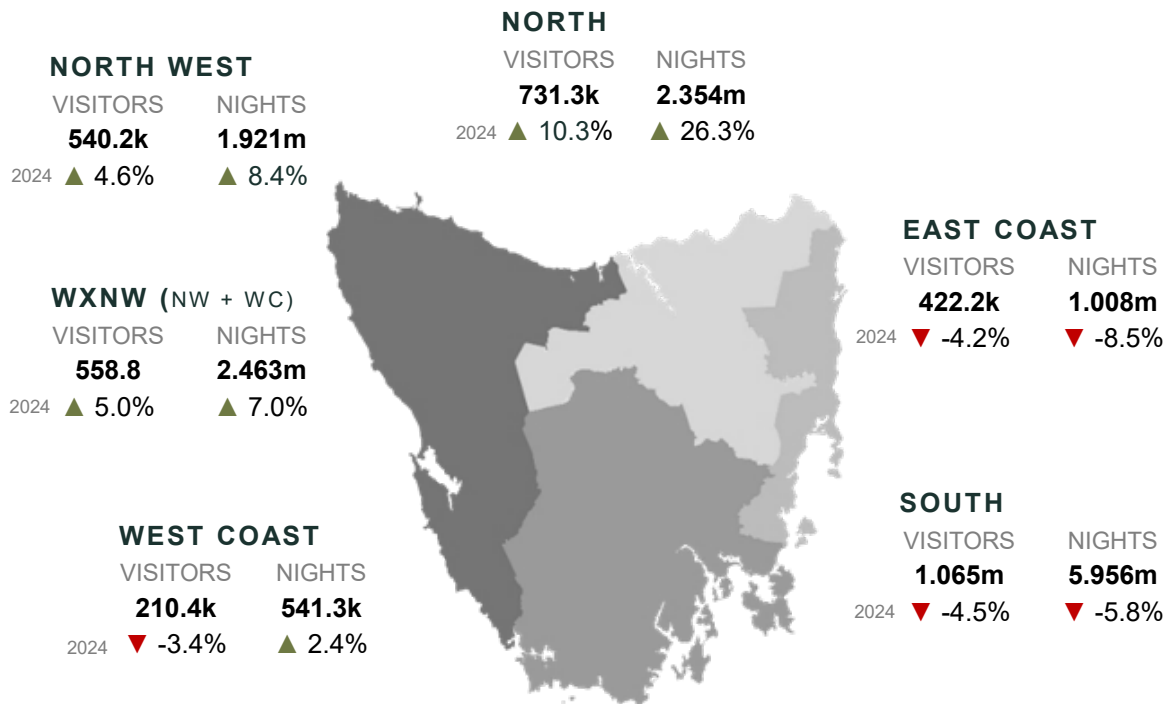 NORTH
VISITORS NIGHTS
731.3k 2.354m
2024 ▲ 10.3% ▲ 26.3%
NORTH WEST
VISITORS NIGHTS
540.2k 1.921m
2024 ▲ 4.6% ▲ 8.4%
EAST COAST
VISITORS NIGHTS
422.2k 1.008m
2024 ▼ -4.2% ▼ -8.5%
WXNW (NW + WC)
VISITORS NIGHTS
558.8 2.463m
2024 ▲ 5.0% ▲ 7.0%
SOUTH
VISITORS NIGHTS
1.065m 5.956m
2024 ▼ -4.5% ▼ -5.8%
WEST COAST
VISITORS NIGHTS
210.4k 541.3k
2024 ▼ -3.4% ▲ 2.4%